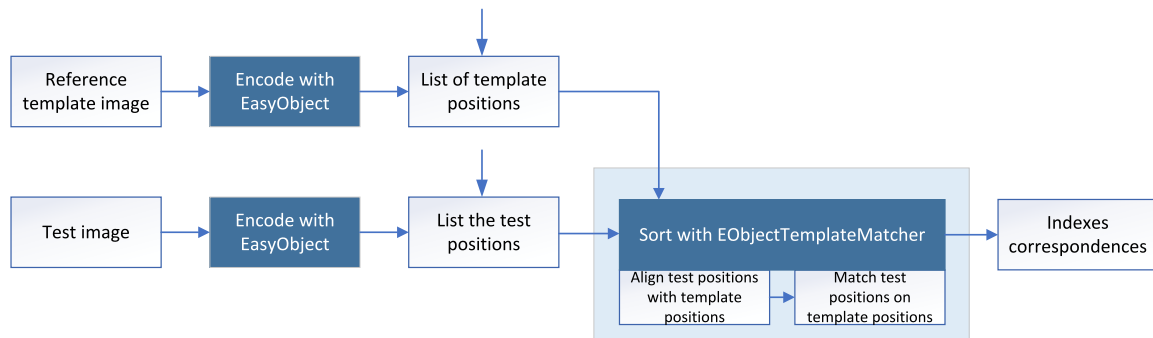 Reference
template image
Encode with
EasyObject
List of template
positions
Test image
Encode with
EasyObject
List the test
positions
Sort with EObjectTemplateMatcher
Align test positions
with template
positions
Match test
positions on
template positions
Indexes
correspondences